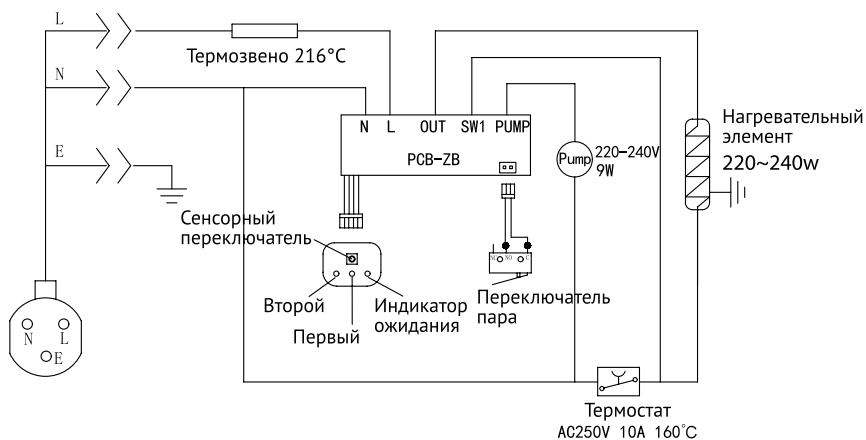 L
Термозвено 216°C
N
E
N L OUT SW1 PUMP
PCB-ZB
Pump
220-240V
9W
Нагревательный
элемент
220~240w
Сенсорный
переключатель
NO
C
Второй
Первый
Индикатор
ожидания
Переключатель
пара
N
L
E
Термостат
AC250V 10A 160℃